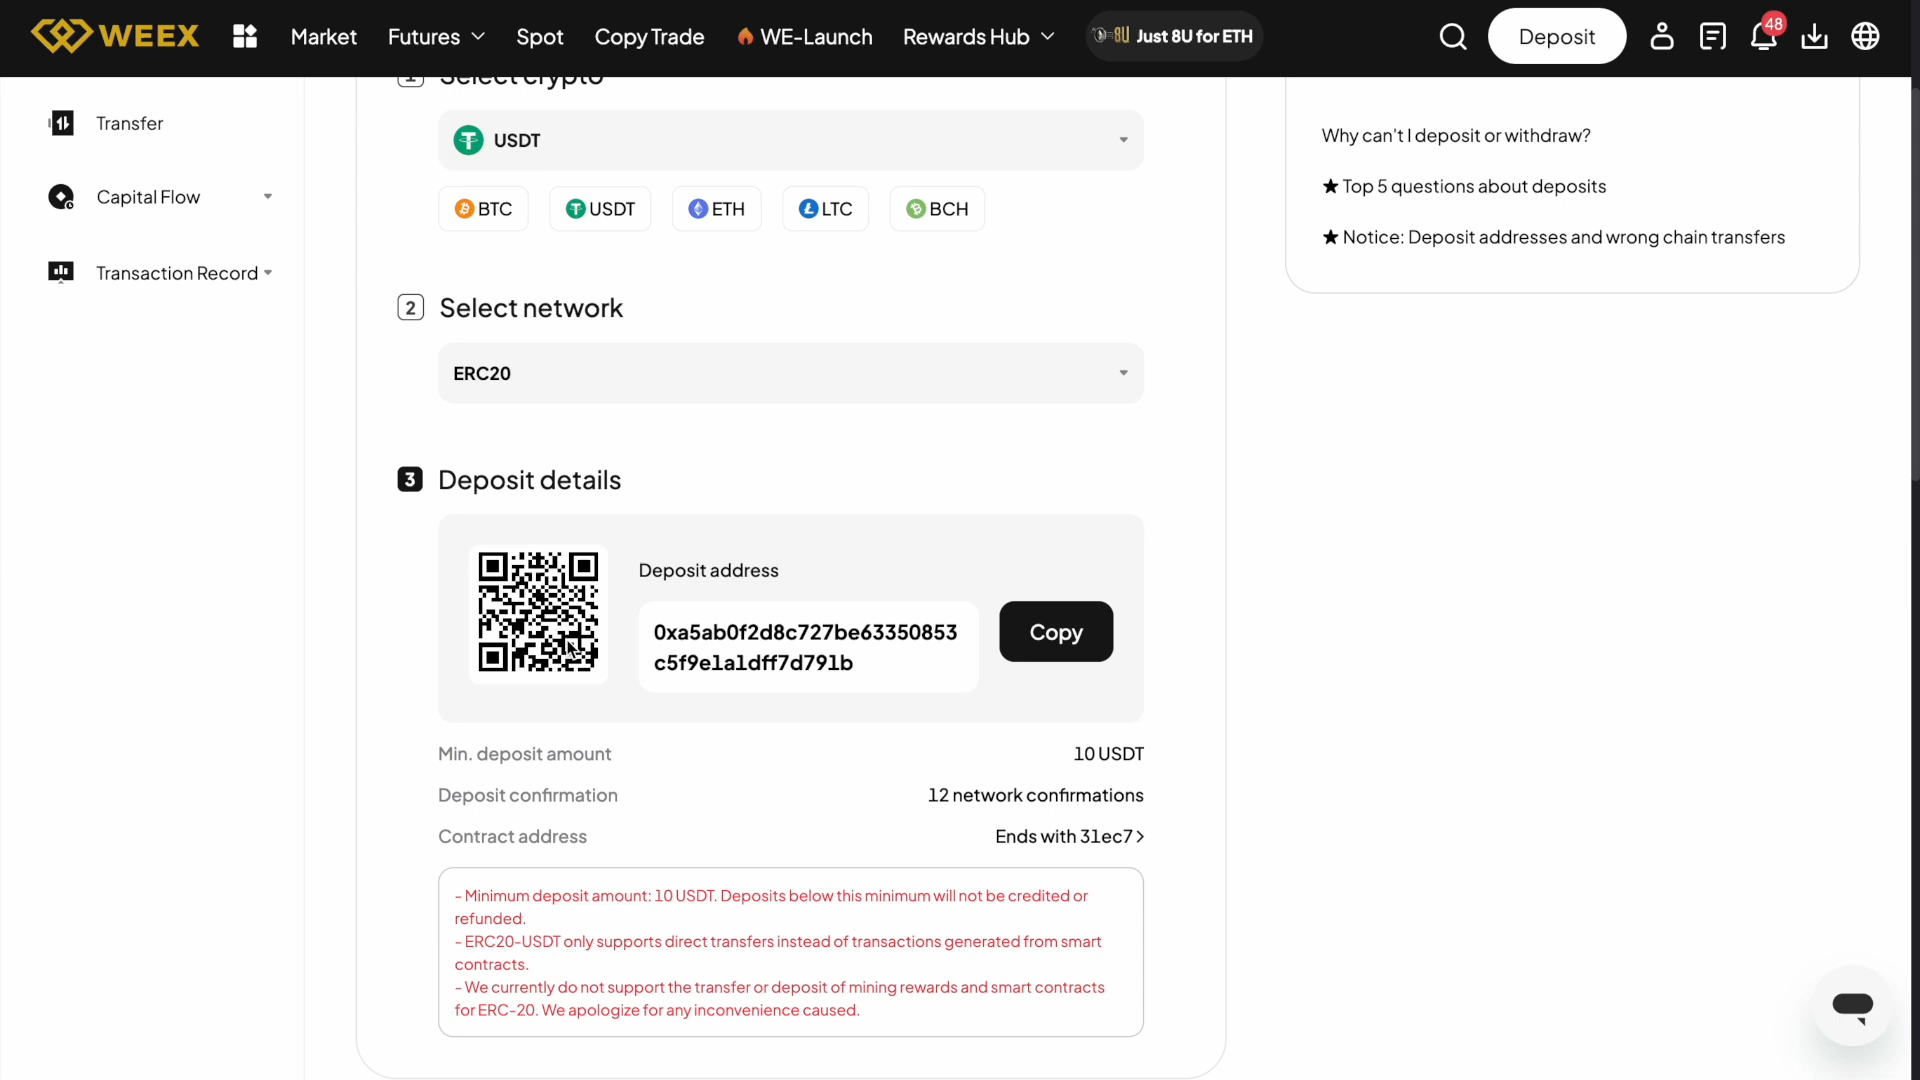 WEEX
Market
Futures
Spot
Copy Trade
WE-Launch
Rewards Hub
8U
Just 8U for ETH
Deposit
48
1 Select crypto
Transfer
Capital Flow
Transaction Record
USDT
BTC
USDT
ETH
LTC
BCH
2 Select network
ERC20
3 Deposit details
Deposit address
0xa5ab0f2d8c727be63350853
c5f9e1a1dff7d791b
Copy
Min. deposit amount 10 USDT
Deposit confirmation 12 network confirmations
Contract address Ends with 31ec7 >
- Minimum deposit amount: 10 USDT. Deposits below this minimum will not be credited or
refunded.
- ERC20-USDT only supports direct transfers instead of transactions generated from smart
contracts.
- We currently do not support the transfer or deposit of mining rewards and smart contracts
for ERC-20. We apologize for any inconvenience caused.
Why can't I deposit or withdraw?
★ Top 5 questions about deposits
★ Notice: Deposit addresses and wrong chain transfers